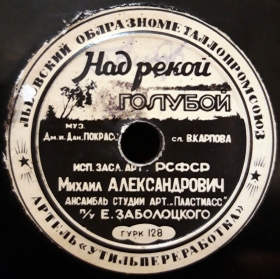 ЛЬВОВСКИЙ ОБЛРАЗНОМЕТАЛЛОПРОМСОЮЗ
Над рекой
ГОЛУБОЙ
МУЗ.
Дм. и Дан. ПОКРАСС
СЛ. В.КАРПОВА
ИСП. ЗАСЛ. АРТ. РСФСР
МИХАИЛ АЛЕКСАНДРОВИЧ
АНСАМБЛЬ СТУДИИ АРТ. „ПЛАСТМАСС"
П/У Е. ЗАБОЛОЦКОГО
ГУРК 128
АРТЕЛЬ „УТИЛЬПЕРЕРАБОТКА"